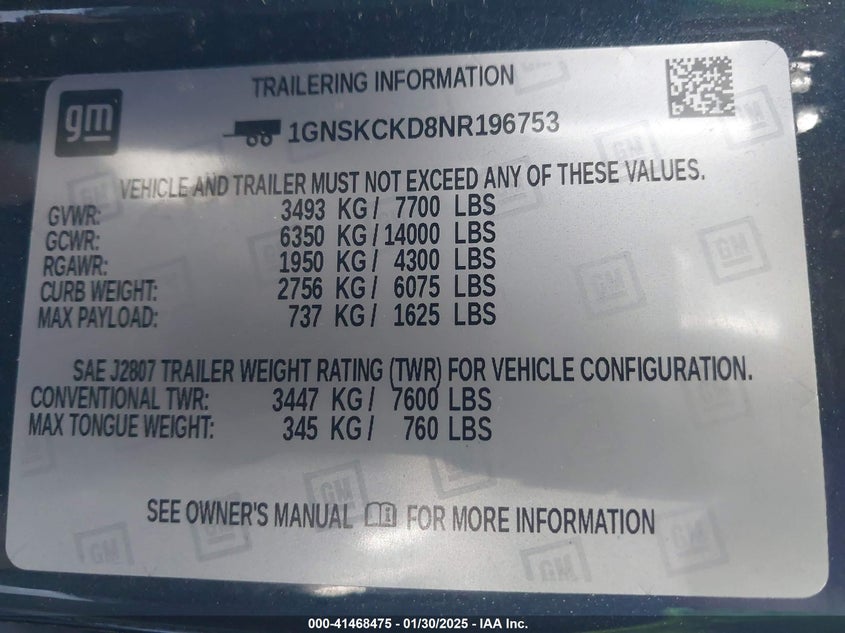 gm
TRAILERING INFORMATION
1GNSKCKD8NR196753
VEHICLE AND TRAILER MUST NOT EXCEED ANY OF THESE VALUES.
GVWR: 3493 KG / 7700 LBS
GCWR: 6350 KG / 14000 LBS
RGAWR: 1950 KG / 4300 LBS
CURB WEIGHT: 2756 KG / 6075 LBS
MAX PAYLOAD: 737 KG / 1625 LBS
SAE J2807 TRAILER WEIGHT RATING (TWR) FOR VEHICLE CONFIGURATION.
CONVENTIONAL TWR: 3447 KG / 7600 LBS
MAX TONGUE WEIGHT: 345 KG / 760 LBS
SEE OWNER'S MANUAL FOR MORE INFORMATION
000-41468475 - 01/30/2025 - IAA Inc.